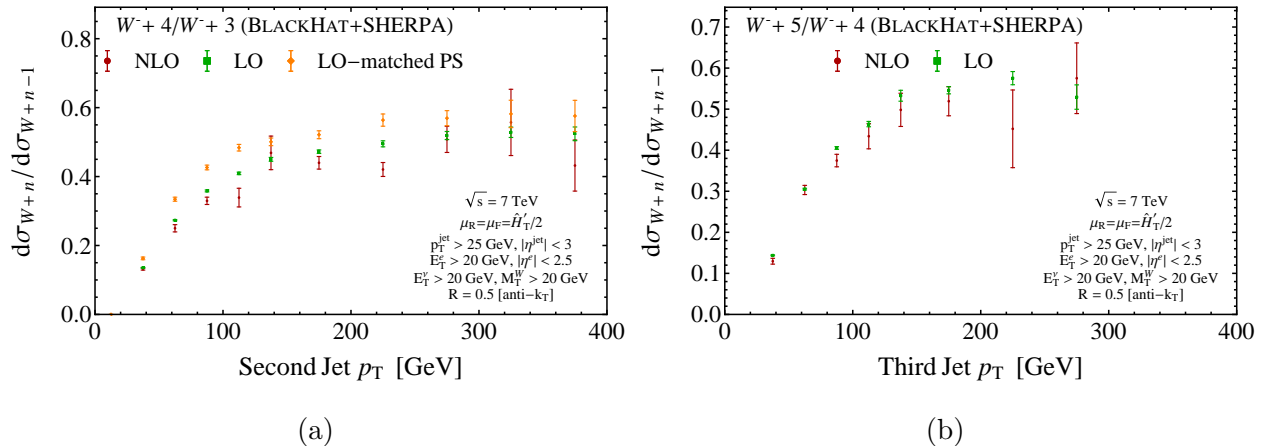 W⁻+ 4/W⁻+ 3 (BLACKHAT+SHERPA)
NLO LO LO−matched PS
dσ_{W+n} / dσ_{W+n−1}
0.8
0.6
0.4
0.2
0.0
√s = 7 TeV
μ_R=μ_F=Ĥ_T′/2
p_T^{jet} > 25 GeV, |η^{jet}| < 3
E_T^e > 20 GeV, |η^e| < 2.5
E_T^ν > 20 GeV, M_T^W > 20 GeV
R = 0.5 [anti−k_T]
0 100 200 300 400
Second Jet p_T [GeV]
(a)
W⁻+ 5/W⁻+ 4 (BLACKHAT+SHERPA)
NLO LO
dσ_{W+n} / dσ_{W+n−1}
0.7
0.6
0.5
0.4
0.3
0.2
0.1
0.0
√s = 7 TeV
μ_R=μ_F=Ĥ_T′/2
p_T^{jet} > 25 GeV, |η^{jet}| < 3
E_T^e > 20 GeV, |η^e| < 2.5
E_T^ν > 20 GeV, M_T^W > 20 GeV
R = 0.5 [anti−k_T]
0 100 200 300 400
Third Jet p_T [GeV]
(b)